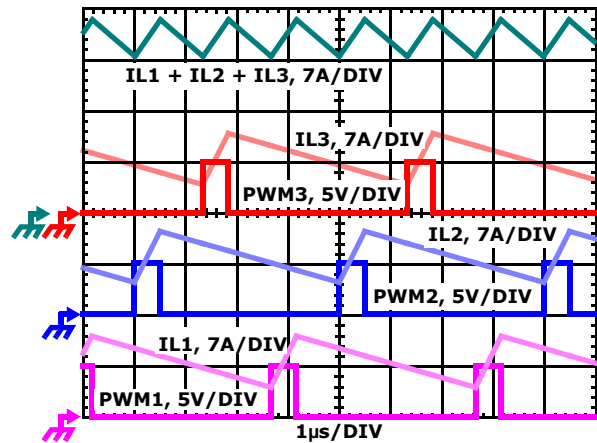 IL1 + IL2 + IL3, 7A/DIV
IL3, 7A/DIV
PWM3, 5V/DIV
IL2, 7A/DIV
PWM2, 5V/DIV
IL1, 7A/DIV
PWM1, 5V/DIV
1µs/DIV